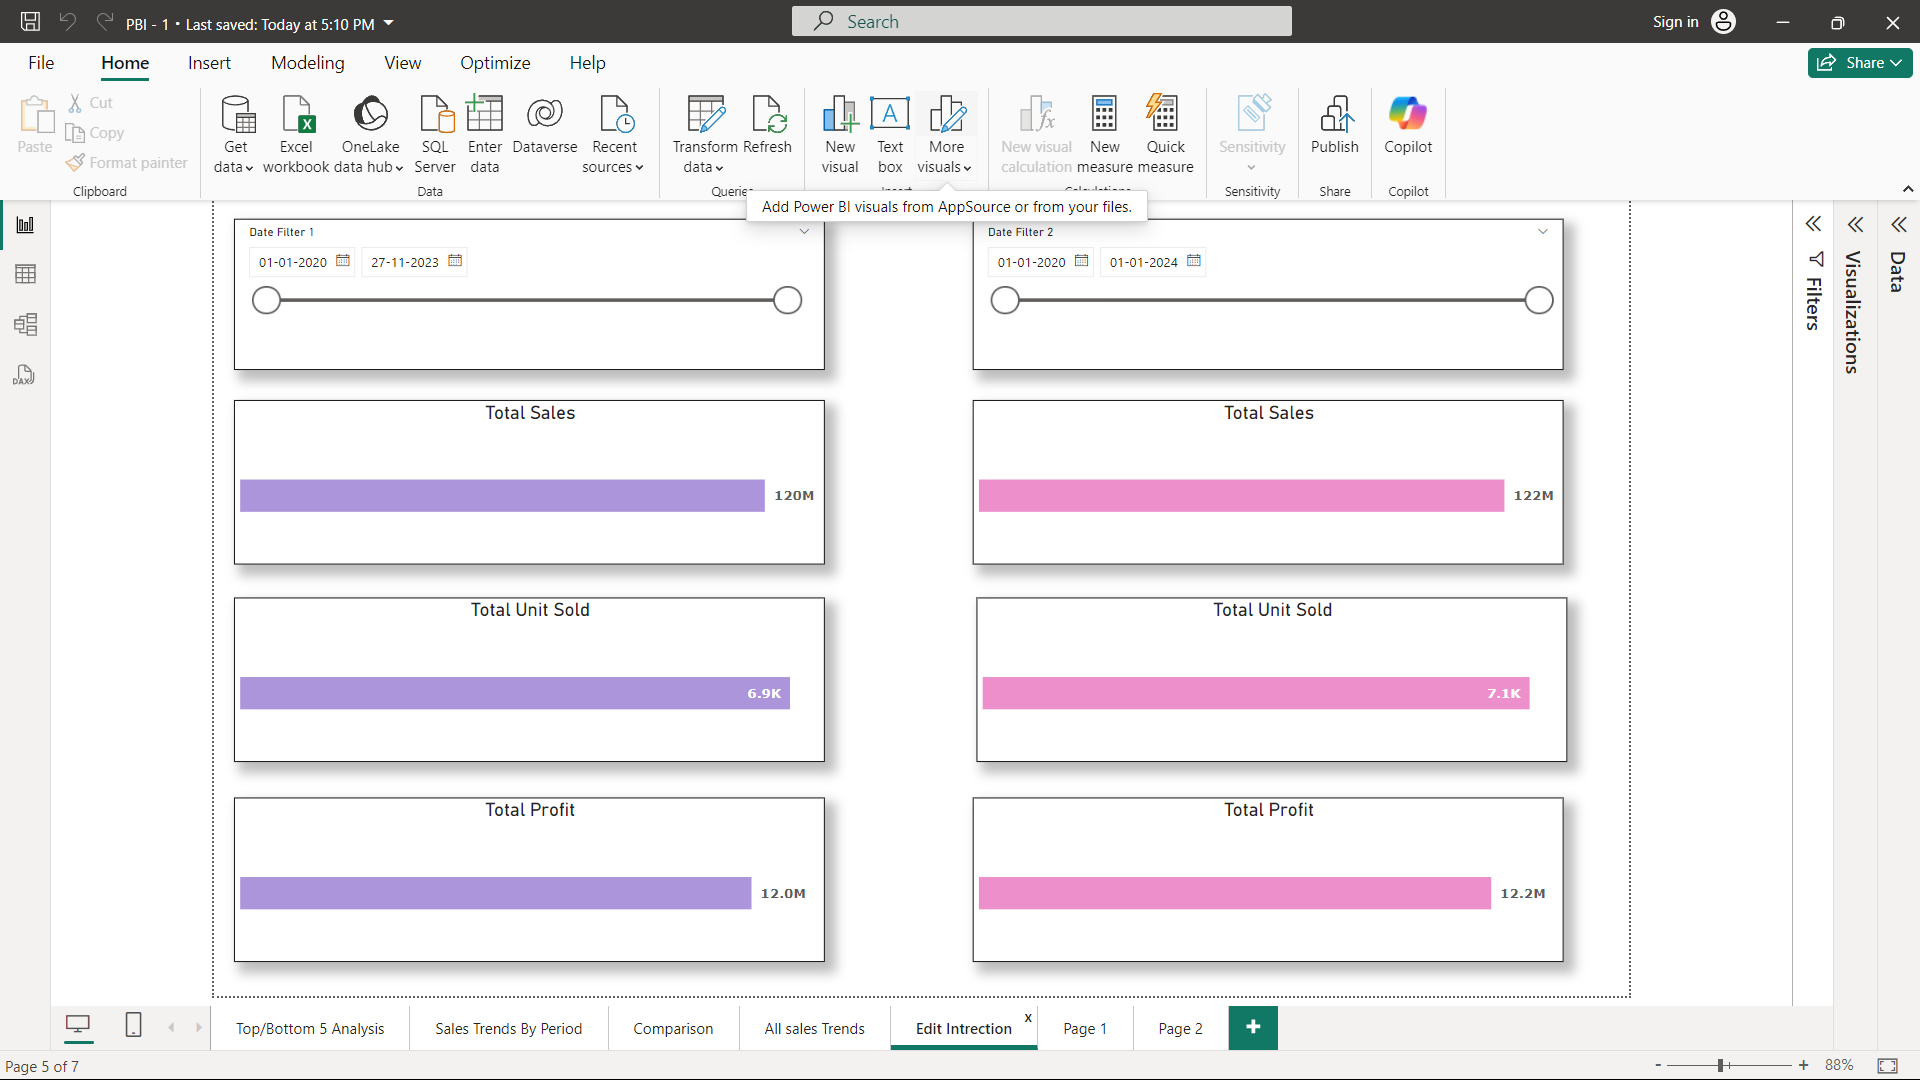 PBI - 1 • Last saved: Today at 5:10 PM
Search
Sign in
File
Home
Insert
Modeling
View
Optimize
Help
Share
Paste
Cut
Copy
Format painter
Clipboard
Get data
Excel workbook
OneLake data hub
SQL Server
Enter data
Dataverse
Recent sources
Data
Transform data
Refresh
Queries
New visual
Text box
More visuals
New visual calculation
New measure
Quick measure
Sensitivity
Sensitivity
Publish
Share
Copilot
Copilot
Add Power BI visuals from AppSource or from your files.
Date Filter 1
01-01-2020
27-11-2023
Date Filter 2
01-01-2020
01-01-2024
Total Sales
120M
Total Sales
122M
Total Unit Sold
6.9K
Total Unit Sold
7.1K
Total Profit
12.0M
Total Profit
12.2M
Filters
Visualizations
Data
DAX
Top/Bottom 5 Analysis
Sales Trends By Period
Comparison
All sales Trends
Edit Intrection
x
Page 1
Page 2
+
Page 5 of 7
- + 88%